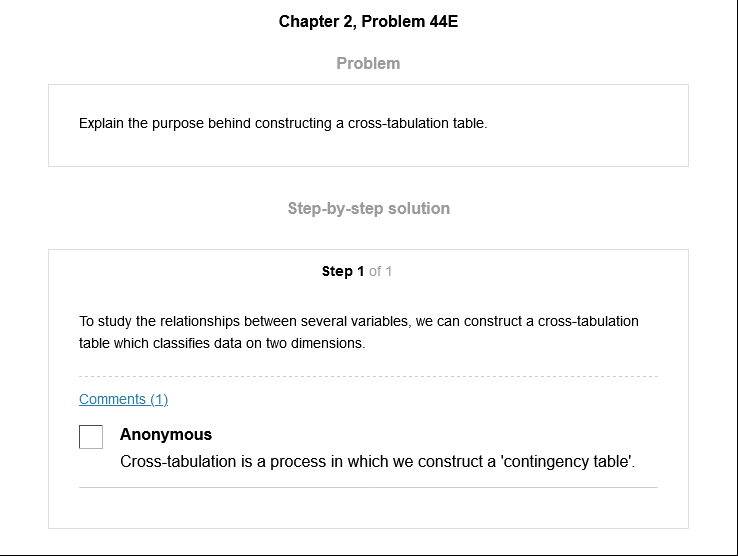 Chapter 2, Problem 44E
Problem
Explain the purpose behind constructing a cross-tabulation table.
Step-by-step solution
Step 1 of 1
To study the relationships between several variables, we can construct a cross-tabulation
table which classifies data on two dimensions.
Comments (1)
Anonymous
Cross-tabulation is a process in which we construct a 'contingency table'.